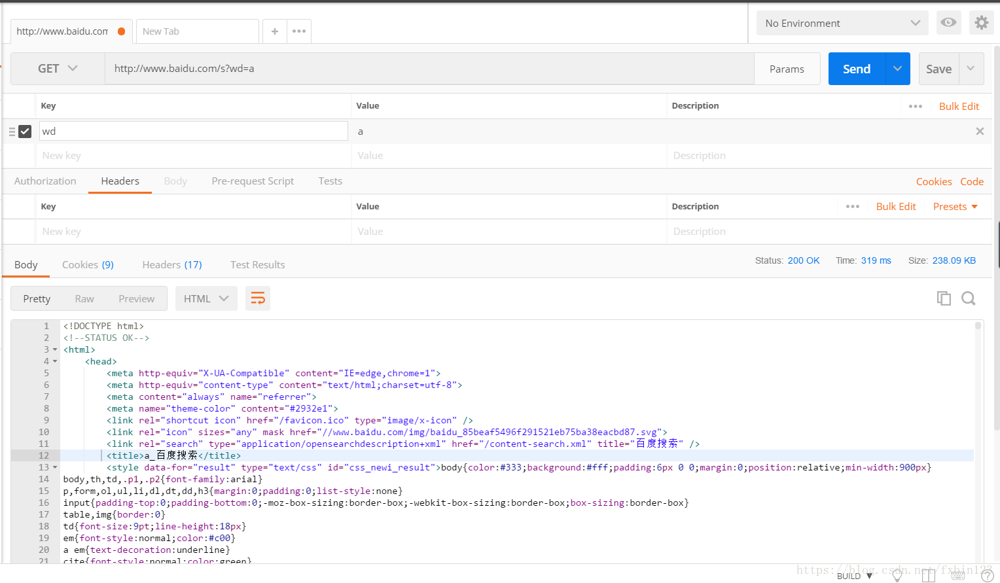 http://www.baidu.com New Tab + ••• No Environment
GET http://www.baidu.com/s?wd=a Params Send Save
Key Value Description ••• Bulk Edit
wd a
New key Value Description
Authorization Headers Body Pre-request Script Tests Cookies Code
Key Value Description ••• Bulk Edit Presets
New key Value Description
Body Cookies (9) Headers (17) Test Results Status: 200 OK Time: 319 ms Size: 238.09 KB
Pretty Raw Preview HTML
1 <!DOCTYPE html>
2 <!--STATUS OK-->
3 <html>
4 <head>
5 <meta http-equiv="X-UA-Compatible" content="IE=edge,chrome=1">
6 <meta http-equiv="content-type" content="text/html;charset=utf-8">
7 <meta content="always" name="referrer">
8 <meta name="theme-color" content="#2932e1">
9 <link rel="shortcut icon" href="/favicon.ico" type="image/x-icon" />
10 <link rel="icon" sizes="any" mask href="//www.baidu.com/img/baidu_85beaf5496f291521eb75ba38eacbd87.svg">
11 <link rel="search" type="application/opensearchdescription+xml" href="/content-search.xml" title="百度搜索" />
12 <title>a_百度搜索</title>
13 <style data-for="result" type="text/css" id="css_newi_result">body{color:#333;background:#fff;padding:6px 0 0;margin:0;position:relative;min-width:900px}
14 body,th,td,.p1,.p2{font-family:arial}
15 p,form,ol,ul,li,dl,dt,dd,h3{margin:0;padding:0;list-style:none}
16 input{padding-top:0;padding-bottom:0;-moz-box-sizing:border-box;-webkit-box-sizing:border-box;box-sizing:border-box}
17 table,img{border:0}
18 td{font-size:9pt;line-height:18px}
19 em{font-style:normal;color:#c00}
20 a em{text-decoration:underline}
21 cite{font-style:normal;color:green}
https://blog.csdn.net/fxbin123
BUILD ▼